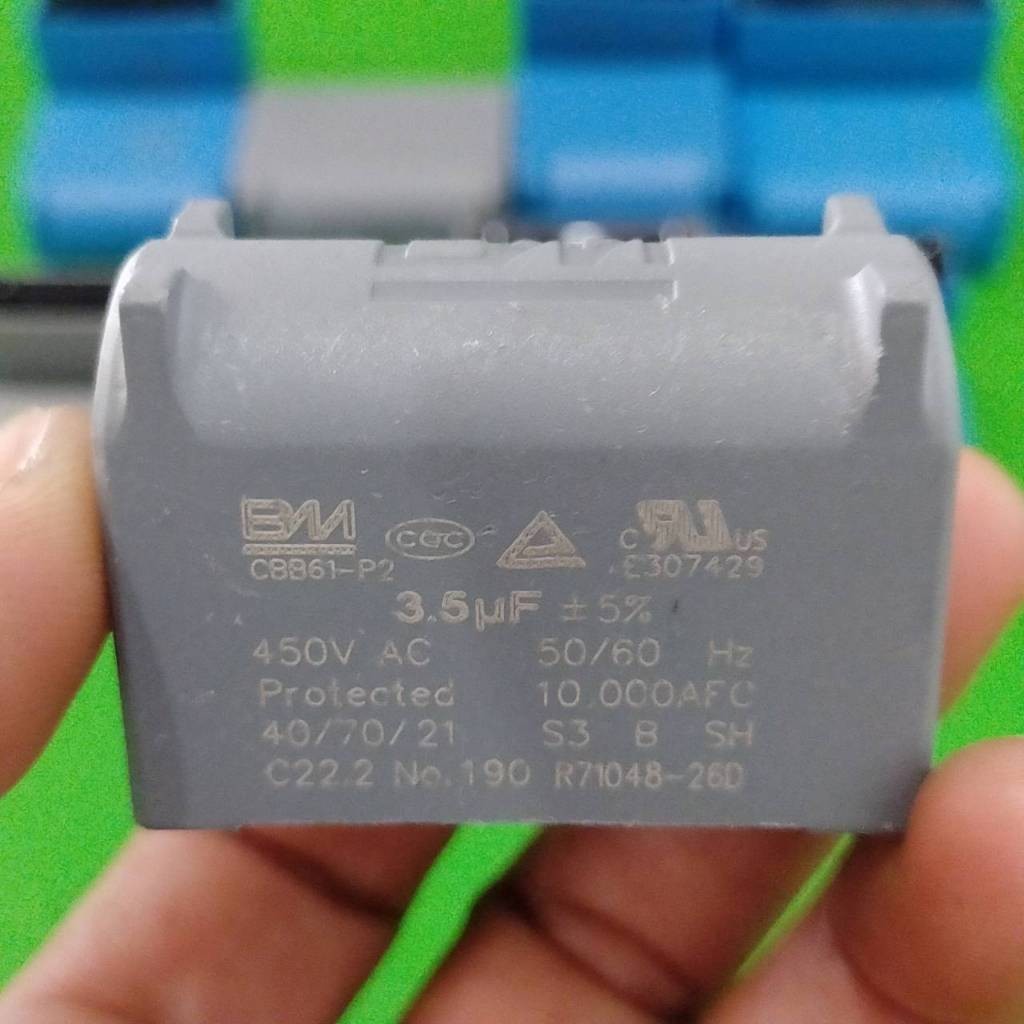 BM CQC c RU US
CBB61-P2 E307429
3.5µF ±5%
450V AC 50/60 Hz
Protected 10,000AFC
40/70/21 S3 B SH
C22.2 No.190 R71048-26D